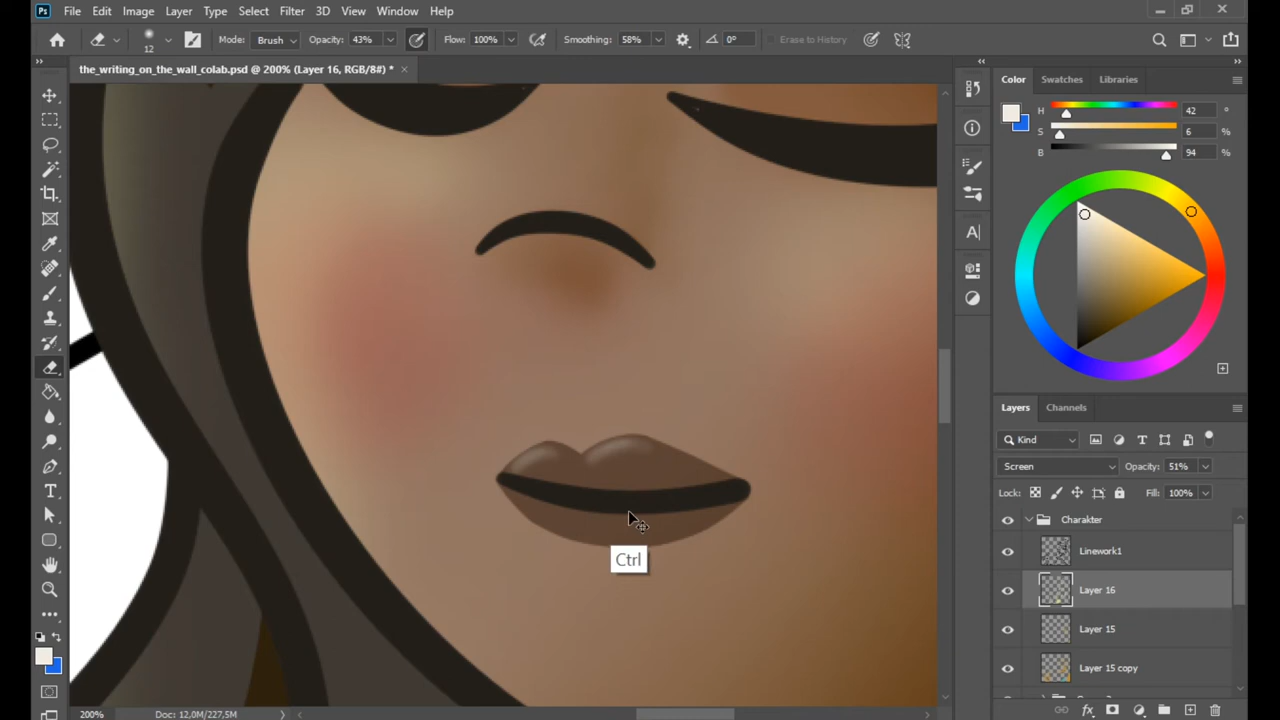 Ps File Edit Image Layer Type Select Filter 3D View Window Help
12 Mode: Brush Opacity: 43% Flow: 100% Smoothing: 58% 0° Erase to History
the_writing_on_the_wall_colab.psd @ 200% (Layer 16, RGB/8#) * ×
Color Swatches Libraries
H 42 °
S 6 %
B 94 %
Layers Channels
Kind
Screen Opacity: 51%
Lock: Fill: 100%
Charakter
Linework1
Layer 16
Layer 15
Layer 15 copy
Ctrl
200% Doc: 12,0M/227,5M